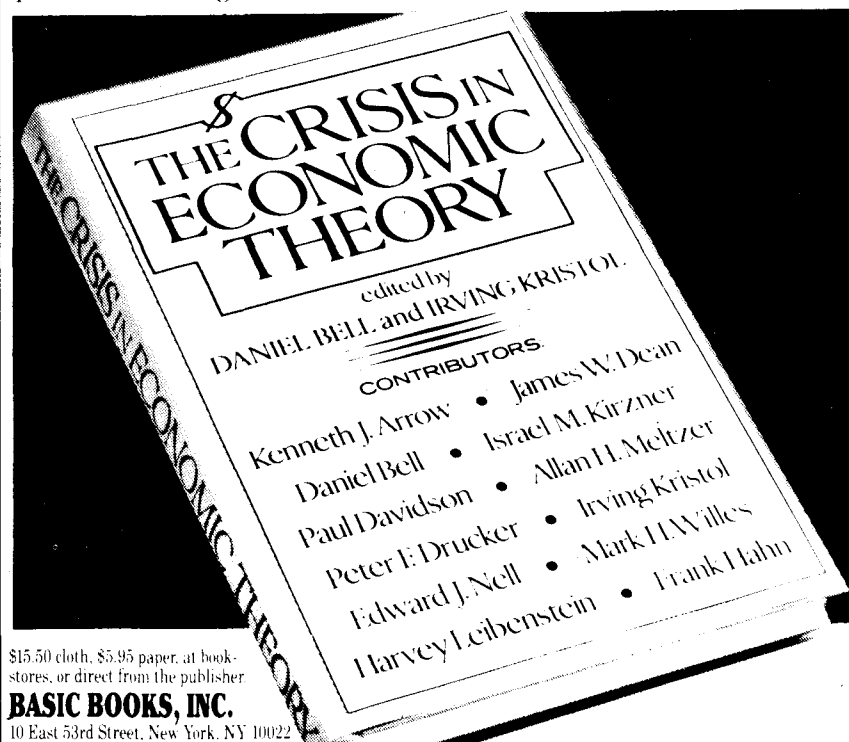 THE CRISIS IN
ECONOMIC
THEORY
edited by
DANIEL BELL and IRVING KRISTOL
CONTRIBUTORS:
Kenneth J. Arrow • James W. Dean
Daniel Bell • Israel M. Kirzner
Paul Davidson • Allan H. Meltzer
Peter F. Drucker • Irving Kristol
Edward J. Nell • Mark H. Willes
Harvey Leibenstein • Frank Hahn
THE CRISIS IN ECONOMIC THEORY
$15.50 cloth, $5.95 paper, at book-
stores, or direct from the publisher.
BASIC BOOKS, INC.
10 East 53rd Street, New York, NY 10022